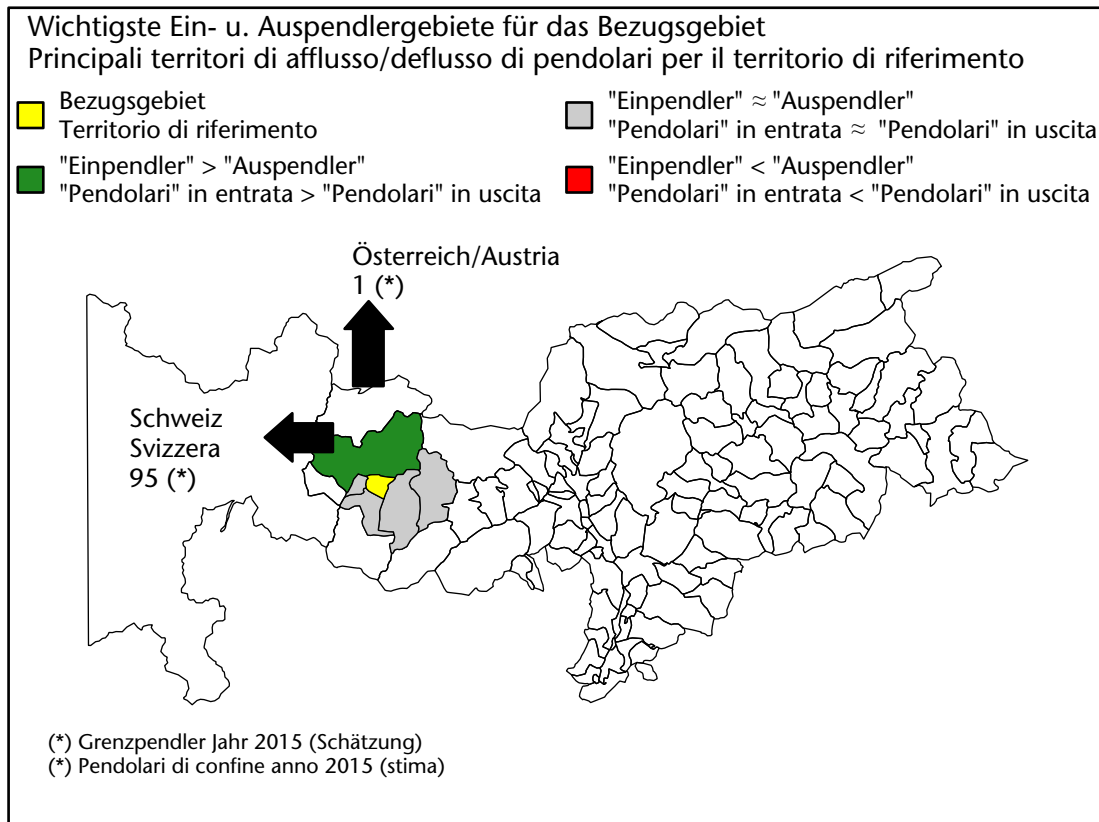 Wichtigste Ein- u. Auspendlergebiete für das Bezugsgebiet
Principali territori di afflusso/deflusso di pendolari per il territorio di riferimento
Bezugsgebiet
Territorio di riferimento
"Einpendler" > "Auspendler"
"Pendolari" in entrata > "Pendolari" in uscita
"Einpendler" ≈ "Auspendler"
"Pendolari" in entrata ≈ "Pendolari" in uscita
"Einpendler" < "Auspendler"
"Pendolari" in entrata < "Pendolari" in uscita
Österreich/Austria
1 (*)
Schweiz
Svizzera
95 (*)
(*) Grenzpendler Jahr 2015 (Schätzung)
(*) Pendolari di confine anno 2015 (stima)